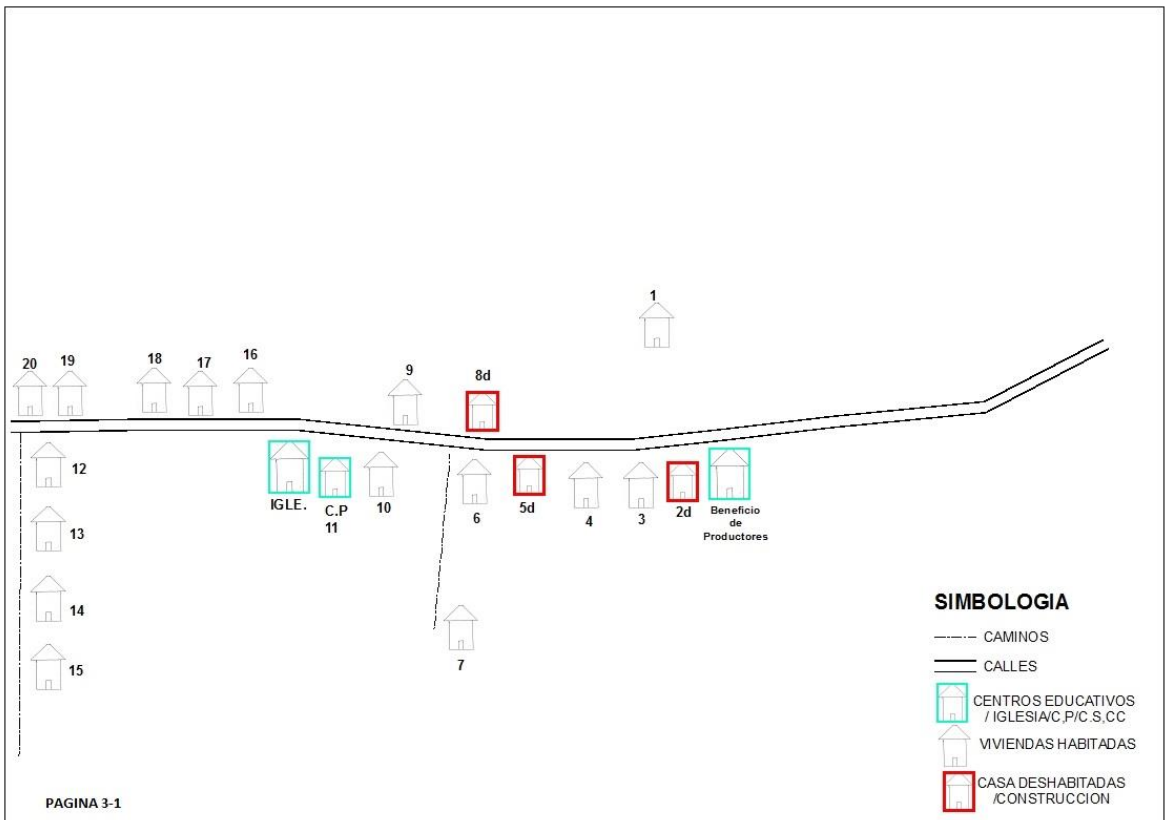 1
20
19
18
17
16
9
8d
12
IGLE.
C.P
11
10
6
5d
4
3
2d
Beneficio
de
Productores
13
14
15
7
SIMBOLOGIA
CAMINOS
CALLES
CENTROS EDUCATIVOS
/ IGLESIA/C,P/C.S,CC
VIVIENDAS HABITADAS
CASA DESHABITADAS
/CONSTRUCCION
PAGINA 3-1